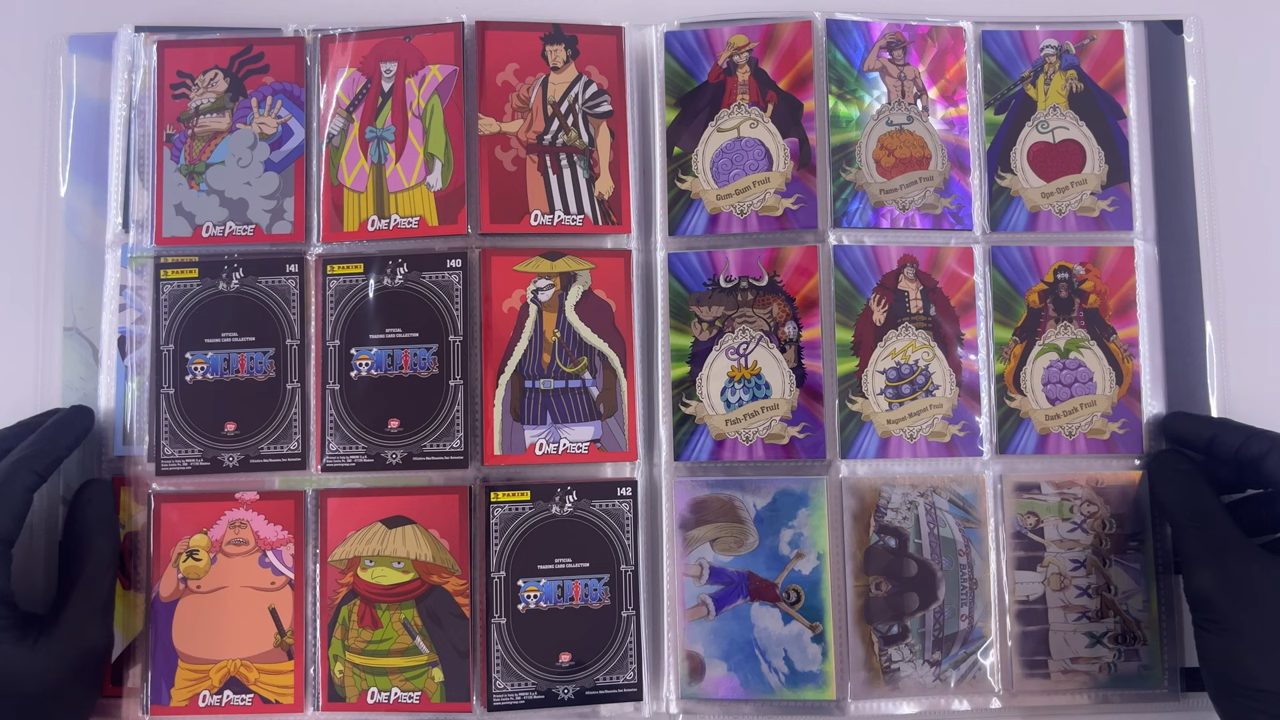 ONE PIECE
ONE PIECE
ONE PIECE
PANINI
141
OFFICIAL
TRADING CARD COLLECTION
ONE PIECE
PANINI
140
OFFICIAL
TRADING CARD COLLECTION
ONE PIECE
ONE PIECE
ONE PIECE
ONE PIECE
PANINI
142
OFFICIAL
TRADING CARD COLLECTION
ONE PIECE
Gum-Gum Fruit
Flame-Flame Fruit
Ope-Ope Fruit
Fish-Fish Fruit
Magnet-Magnet Fruit
Dark-Dark Fruit
BARATIE